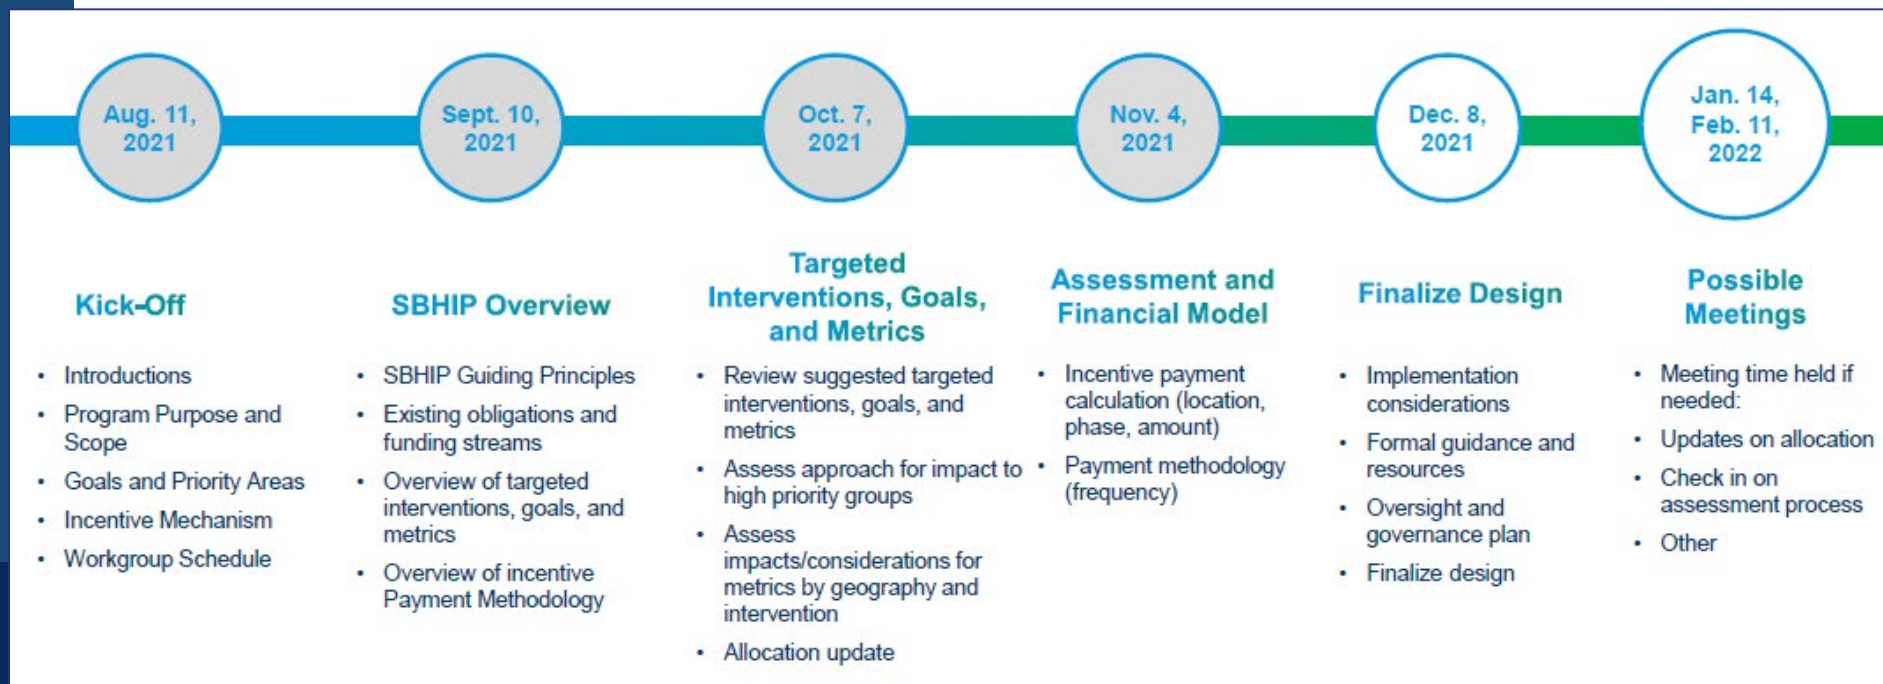 Aug. 11,
2021
Sept. 10,
2021
Oct. 7,
2021
Nov. 4,
2021
Dec. 8,
2021
Jan. 14,
Feb. 11,
2022
Kick-Off
• Introductions
• Program Purpose and
Scope
• Goals and Priority Areas
• Incentive Mechanism
• Workgroup Schedule
SBHIP Overview
• SBHIP Guiding Principles
• Existing obligations and
funding streams
• Overview of targeted
interventions, goals, and
metrics
• Overview of incentive
Payment Methodology
Targeted
Interventions, Goals,
and Metrics
• Review suggested targeted
interventions, goals, and
metrics
• Assess approach for impact to
high priority groups
• Assess
impacts/considerations for
metrics by geography and
intervention
• Allocation update
Assessment and
Financial Model
• Incentive payment
calculation (location,
phase, amount)
• Payment methodology
(frequency)
Finalize Design
• Implementation
considerations
• Formal guidance and
resources
• Oversight and
governance plan
• Finalize design
Possible
Meetings
• Meeting time held if
needed:
• Updates on allocation
• Check in on
assessment process
• Other